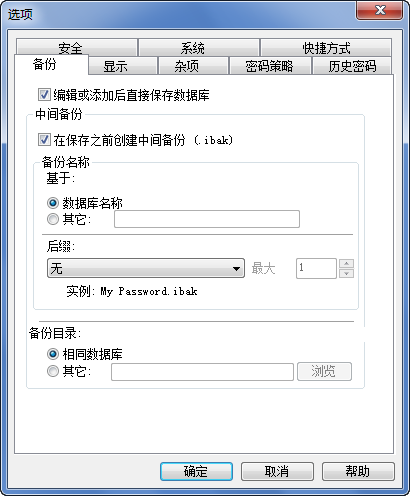 选项
安全 系统 快捷方式
备份 显示 杂项 密码策略 历史密码
编辑或添加后直接保存数据库
中间备份
在保存之前创建中间备份 (.ibak)
备份名称
基于:
数据库名称
其它:
后缀:
无 最大 1
实例: My Password.ibak
备份目录:
相同数据库
其它: 浏览
确定 取消 帮助